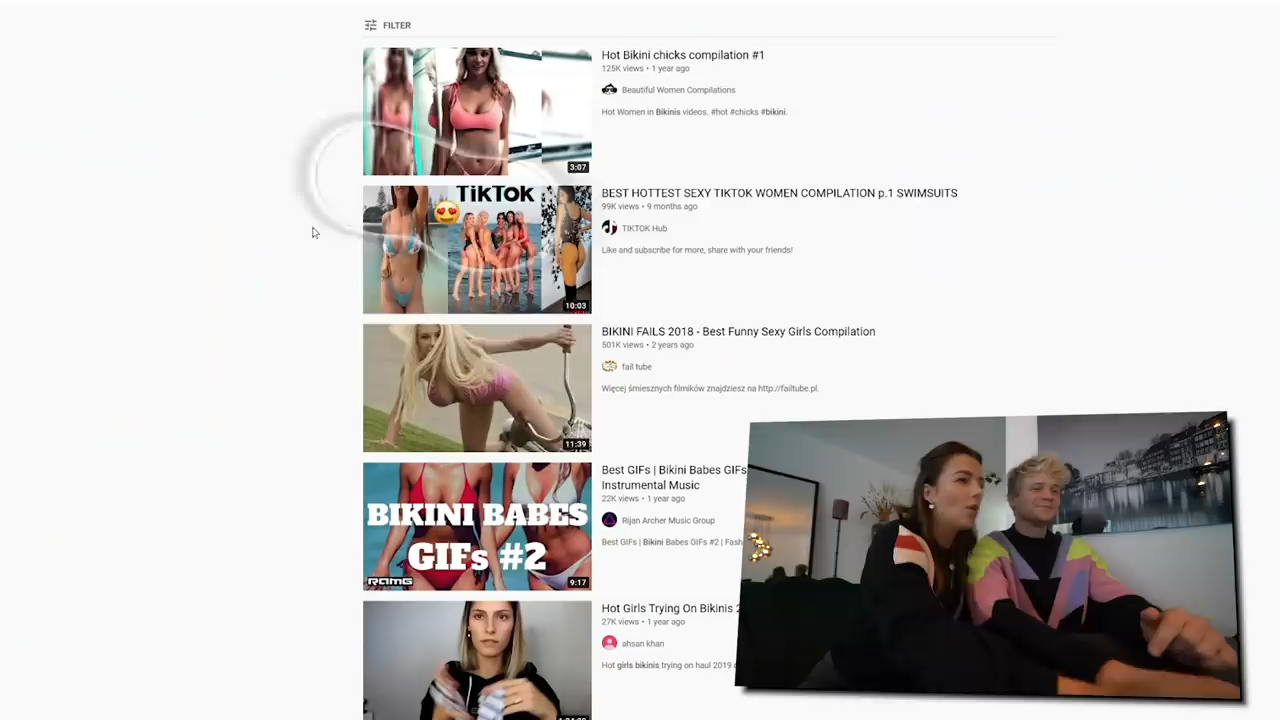 FILTER
Hot Bikini chicks compilation #1
125K views • 1 year ago
Beautiful Women Compilations
Hot Women in Bikinis videos. #hot #chicks #bikini.
3:07
TikTok
10:03
BEST HOTTEST SEXY TIKTOK WOMEN COMPILATION p.1 SWIMSUITS
99K views • 9 months ago
TIKTOK Hub
Like and subscribe for more, share with your friends!
11:39
BIKINI FAILS 2018 - Best Funny Sexy Girls Compilation
501K views • 2 years ago
fail tube
Więcej śmiesznych filmików znajdziesz na http://failtube.pl.
BIKINI BABES
GIFs #2
RAMG
9:17
Best GIFs | Bikini Babes GIFs
Instrumental Music
22K views • 1 year ago
Rijan Archer Music Group
Best GIFs | Bikini Babes GIFs #2 | Fash
Hot Girls Trying On Bikinis
27K views • 1 year ago
ahsan khan
Hot girls bikinis trying on haul 2019